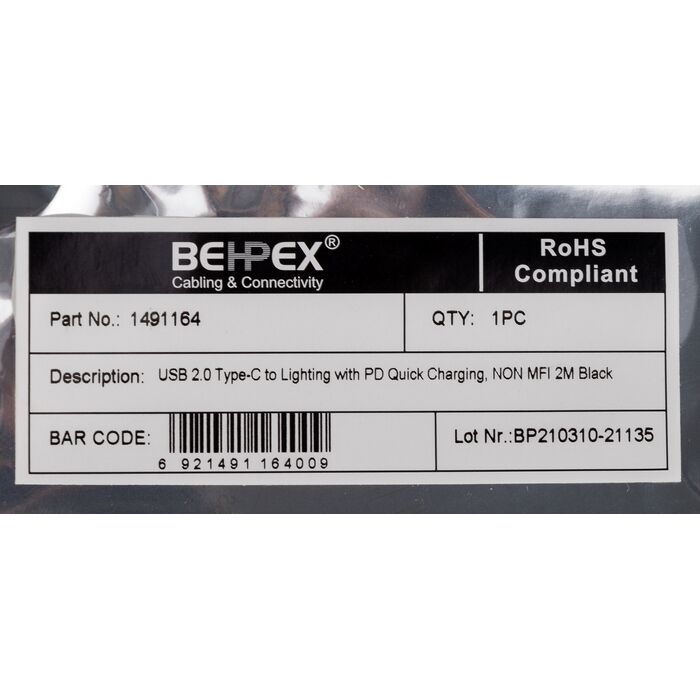 BEHPEX®
Cabling & Connectivity
RoHS
Compliant
Part No.: 1491164
QTY: 1PC
Description: USB 2.0 Type-C to Lighting with PD Quick Charging, NON MFI 2M Black
BAR CODE:
6 921491 164009
Lot Nr.:BP210310-21135